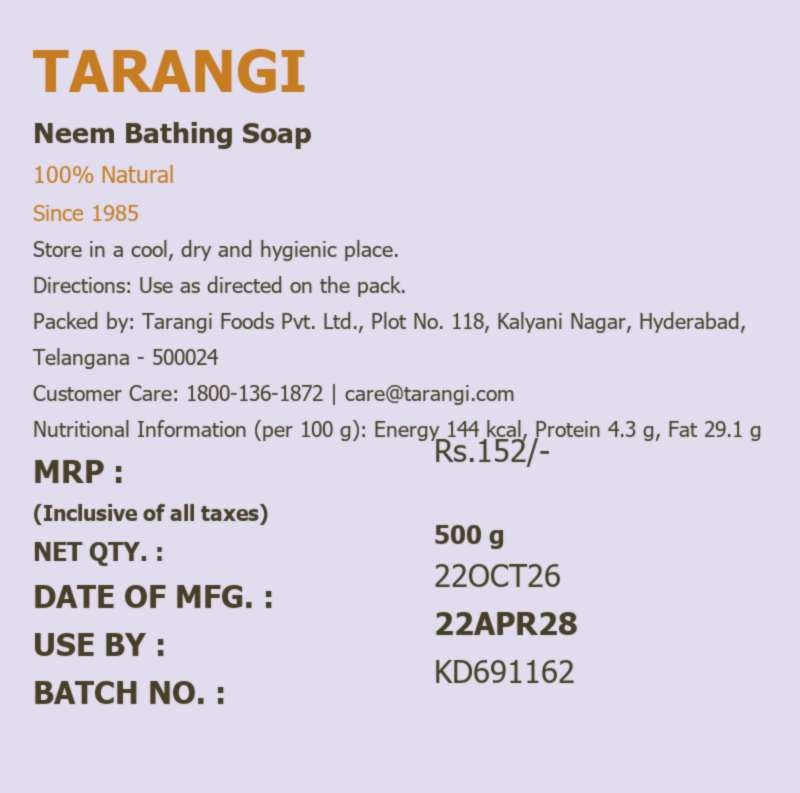 TARANGI
Neem Bathing Soap
100% Natural
Since 1985
Store in a cool, dry and hygienic place.
Directions: Use as directed on the pack.
Packed by: Tarangi Foods Pvt. Ltd., Plot No. 118, Kalyani Nagar, Hyderabad,
Telangana - 500024
Customer Care: 1800-136-1872 | care@tarangi.com
Nutritional Information (per 100 g): Energy 144 kcal, Protein 4.3 g, Fat 29.1 g
MRP : Rs.152/-
(Inclusive of all taxes)
NET QTY. : 500 g
DATE OF MFG. : 22OCT26
USE BY : 22APR28
BATCH NO. : KD691162